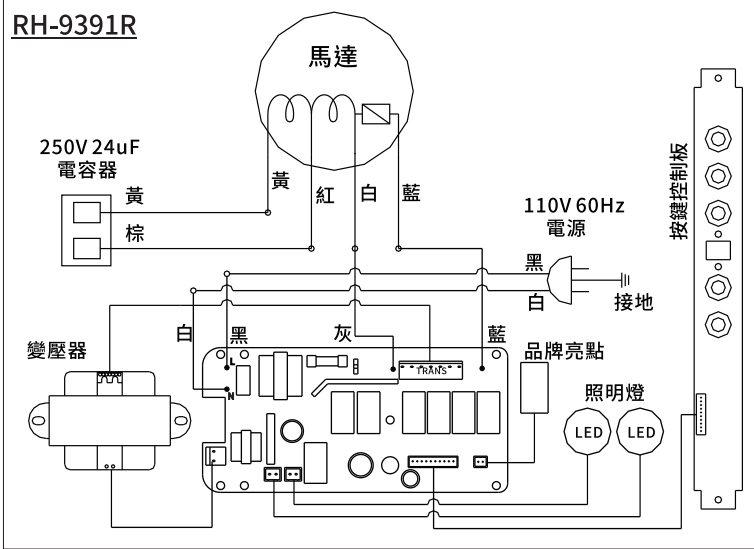 RH-9391R
馬達
250V 24uF
電容器
黃
棕
黃
紅
白
藍
110V 60Hz
電源
黑
白
接地
按鍵控制板
白
黑
灰
藍
變壓器
L
N
TRANS
品牌亮點
照明燈
LED
LED